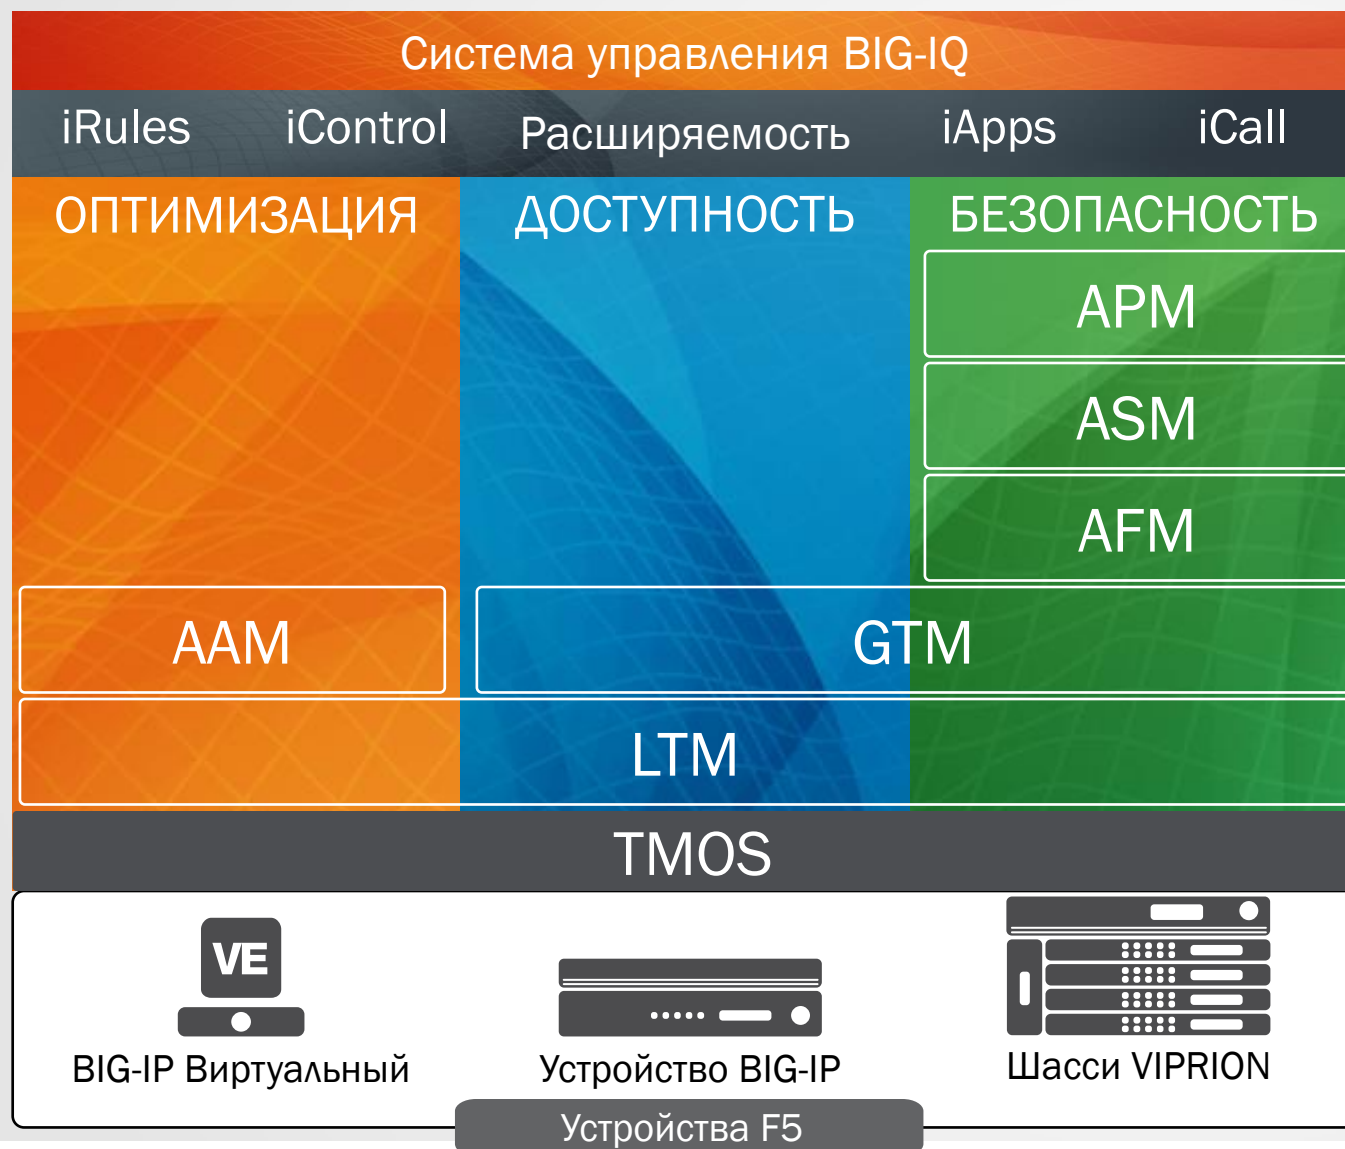 Система управления BIG-IQ
iRules iControl Расширяемость iApps iCall
ОПТИМИЗАЦИЯ ДОСТУПНОСТЬ БЕЗОПАСНОСТЬ
APM
ASM
AFM
AAM GTM
LTM
TMOS
VE
BIG-IP Виртуальный Устройство BIG-IP Шасси VIPRION
Устройства F5